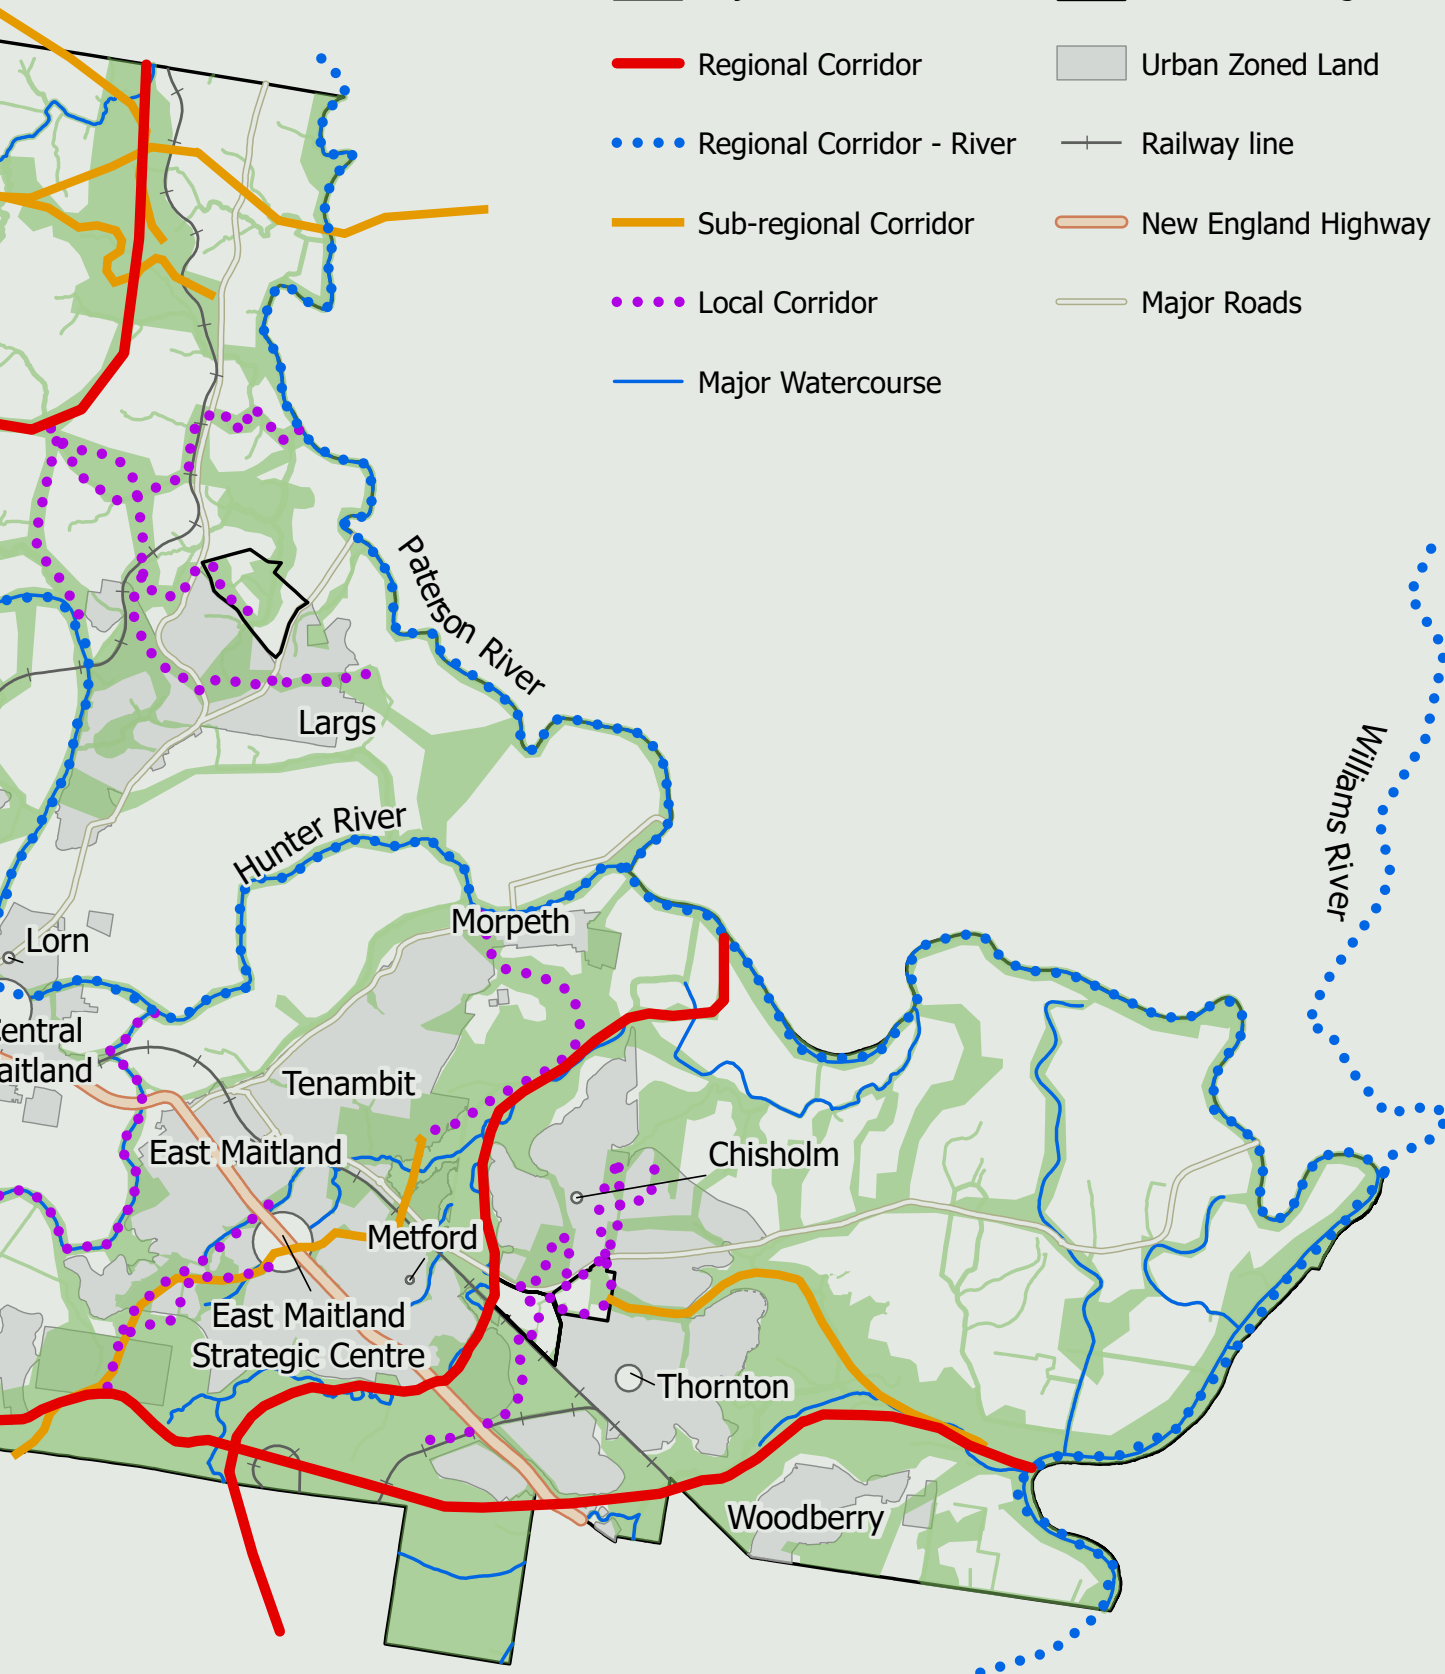 Regional Corridor
Urban Zoned Land
Regional Corridor - River
Railway line
Sub-regional Corridor
New England Highway
Local Corridor
Major Roads
Major Watercourse
Paterson River
Largs
Williams River
Hunter River
Morpeth
Lorn
entral
aitland
Tenambit
East Maitland
Chisholm
Metford
East Maitland
Strategic Centre
Thornton
Woodberry